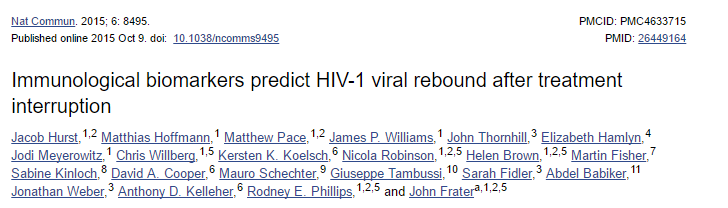 Nat Commun. 2015; 6: 8495. PMCID: PMC4633715
Published online 2015 Oct 9. doi: 10.1038/ncomms9495 PMID: 26449164
Immunological biomarkers predict HIV-1 viral rebound after treatment
interruption
Jacob Hurst,1,2 Matthias Hoffmann,1 Matthew Pace,1,2 James P. Williams,1 John Thornhill,3 Elizabeth Hamlyn,4
Jodi Meyerowitz,1 Chris Willberg,1,5 Kersten K. Koelsch,6 Nicola Robinson,1,2,5 Helen Brown,1,2,5 Martin Fisher,7
Sabine Kinloch,8 David A. Cooper,6 Mauro Schechter,9 Giuseppe Tambussi,10 Sarah Fidler,3 Abdel Babiker,11
Jonathan Weber,3 Anthony D. Kelleher,6 Rodney E. Phillips,1,2,5 and John Fratera,1,2,5